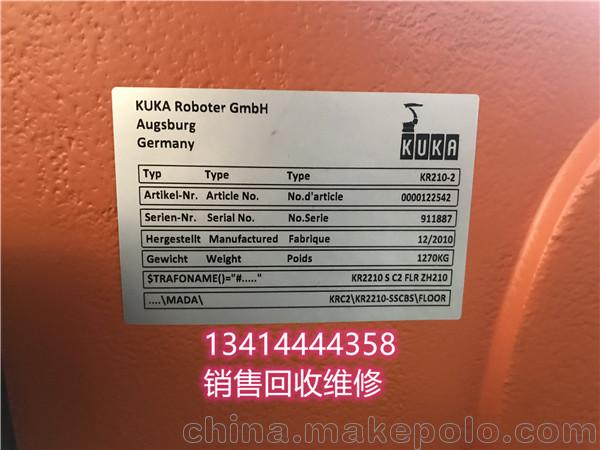 KUKA Roboter GmbH
Augsburg
Germany
KUKA
Typ Type Type KR210-2
Artikel-Nr. Article No. No.d'article 0000122542
Serien-Nr. Serial No. No.Serie 911887
Hergestellt Manufactured Fabrique 12/2010
Gewicht Weight Poids 1270KG
$TRAFONAME()="#....." KR2210 S C2 FLR ZH210
....\MADA\ KRC2\KR2210-SSCBS\FLOOR
13414444358
销售回收维修
china.makepolo.com